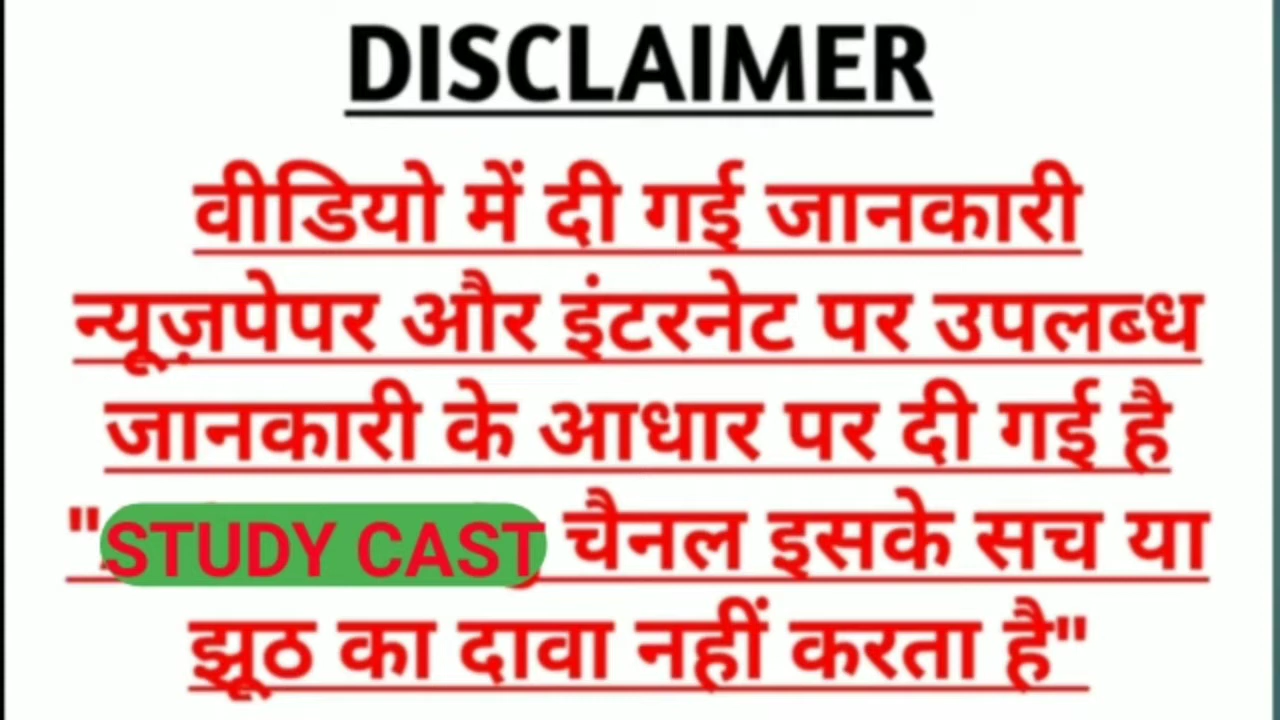 DISCLAIMER
वीडियो में दी गई जानकारी
न्यूज़पेपर और इंटरनेट पर उपलब्ध
जानकारी के आधार पर दी गई है
"STUDY CAST चैनल इसके सच या
झूठ का दावा नहीं करता है"